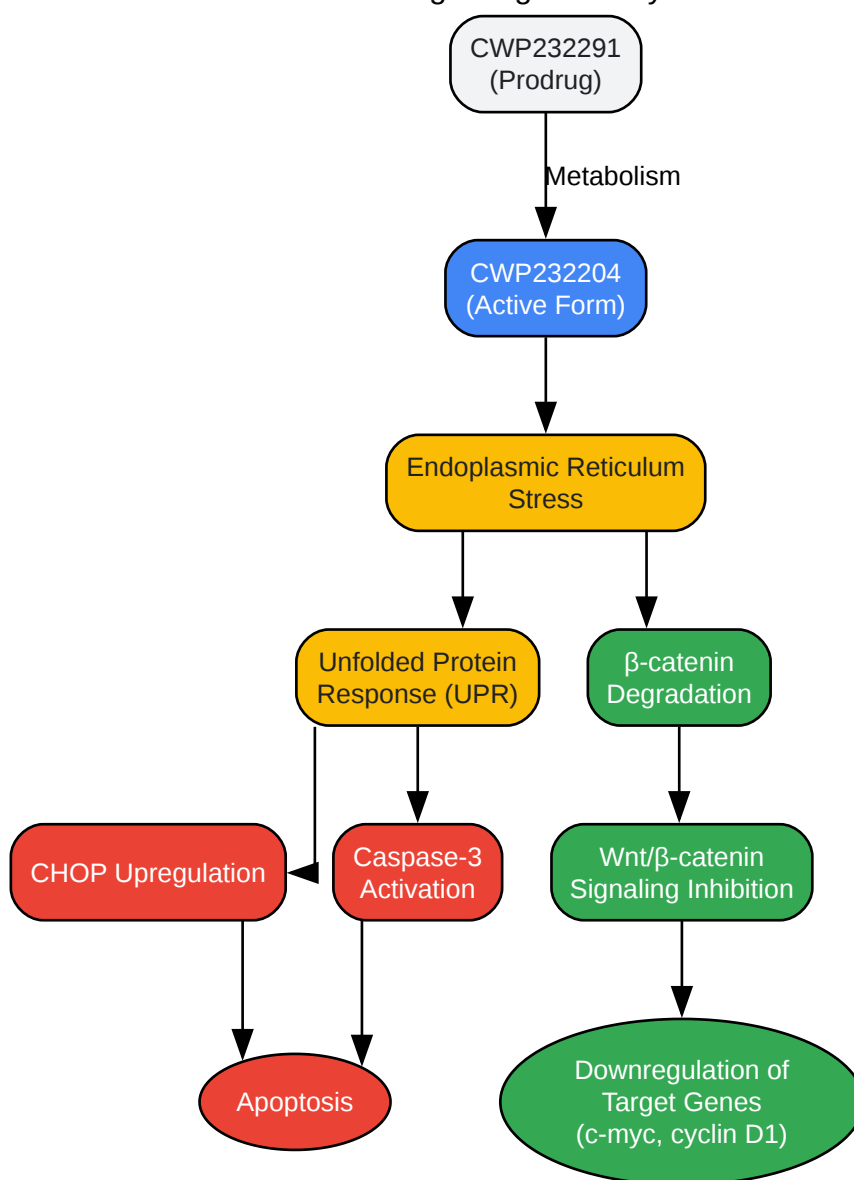 CWP232291
(Prodrug)
Metabolism
CWP232204
(Active Form)
Endoplasmic Reticulum
Stress
Unfolded Protein
Response (UPR)
β-catenin
Degradation
CHOP Upregulation
Caspase-3
Activation
Wnt/β-catenin
Signaling Inhibition
Apoptosis
Downregulation of
Target Genes
(c-myc, cyclin D1)